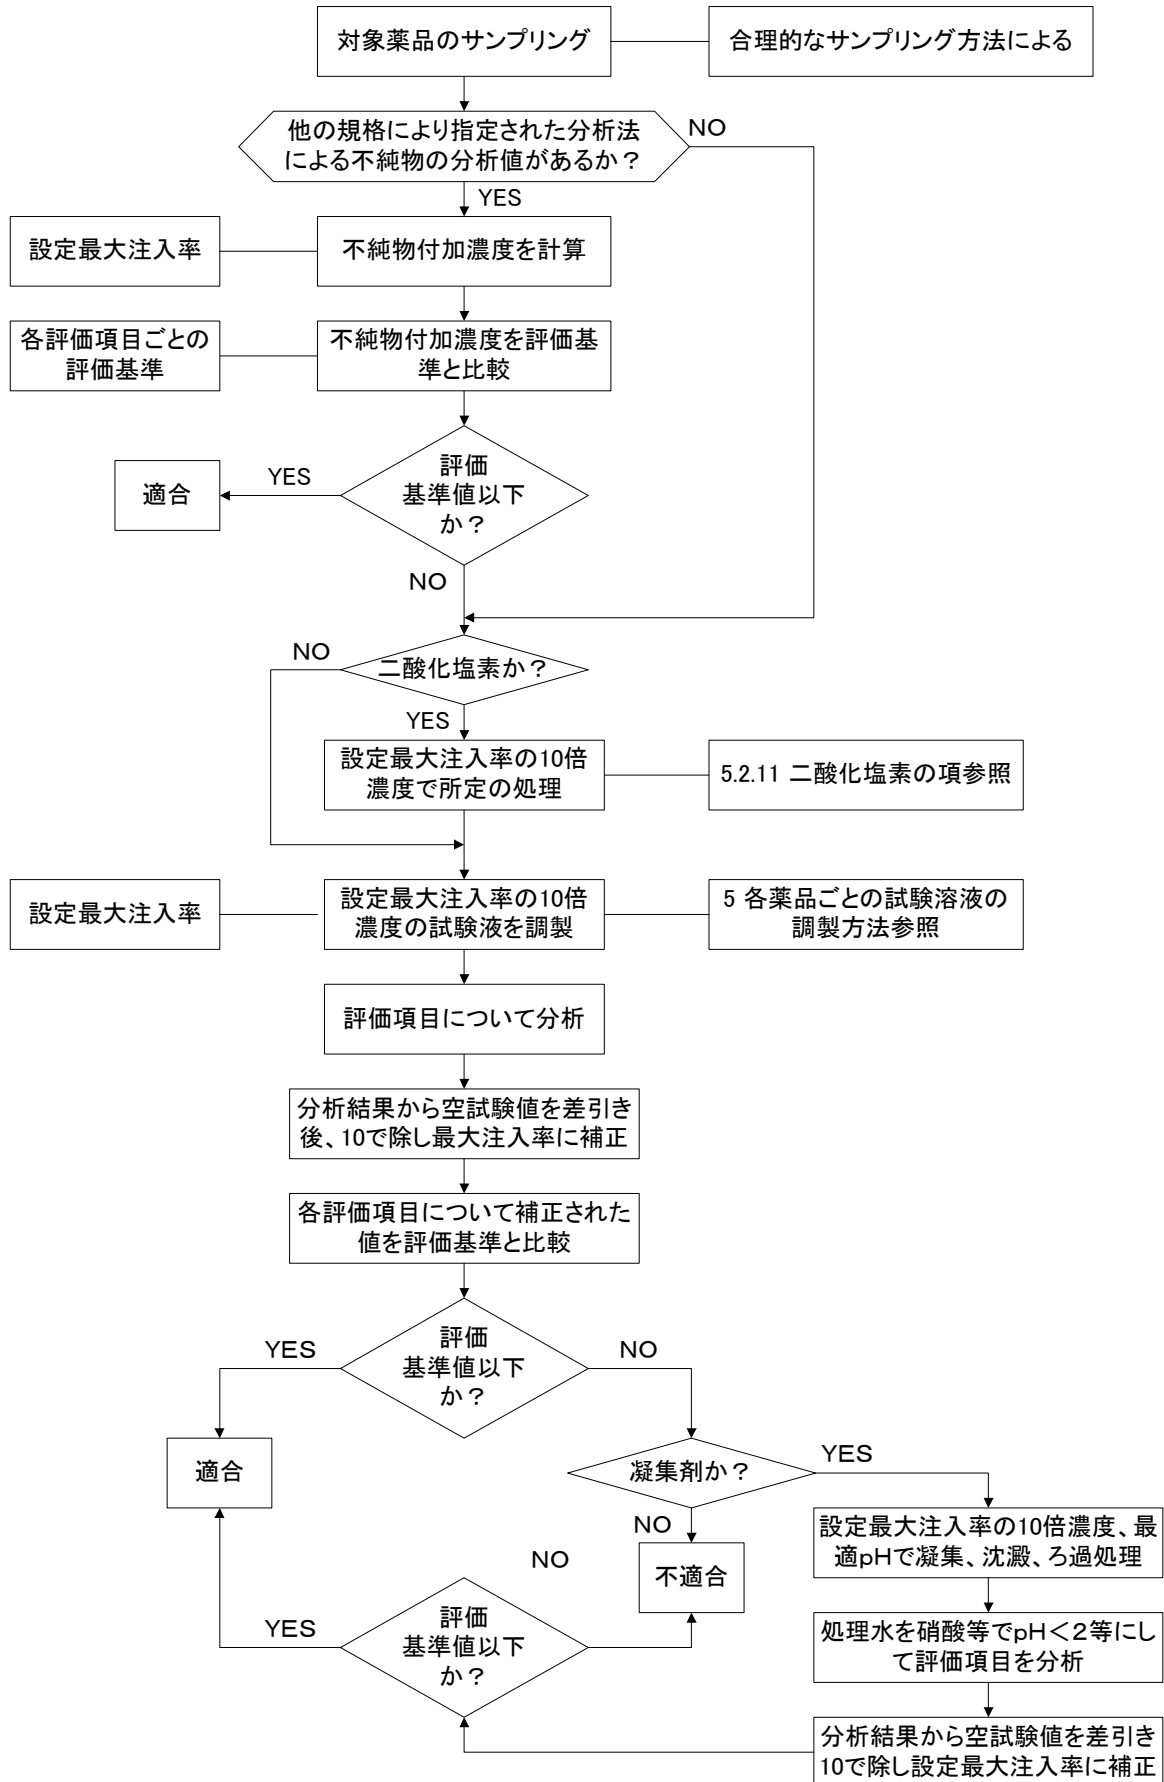 対象薬品のサンプリング
合理的なサンプリング方法による
他の規格により指定された分析法
による不純物の分析値があるか？
NO
YES
設定最大注入率
不純物付加濃度を計算
各評価項目ごとの
評価基準
不純物付加濃度を評価基
準と比較
評価
基準値以下
か？
YES
適合
NO
二酸化塩素か？
NO
YES
設定最大注入率の10倍
濃度で所定の処理
5.2.11 二酸化塩素の項参照
設定最大注入率
設定最大注入率の10倍
濃度の試験液を調製
5 各薬品ごとの試験溶液の
調製方法参照
評価項目について分析
分析結果から空試験値を差引き
後、10で除し最大注入率に補正
各評価項目について補正された
値を評価基準と比較
評価
基準値以下
か？
YES
NO
適合
凝集剤か？
YES
NO
不適合
設定最大注入率の10倍濃度、最
適pHで凝集、沈澱、ろ過処理
処理水を硝酸等でpH＜2等にし
て評価項目を分析
分析結果から空試験値を差引き
10で除し設定最大注入率に補正
評価
基準値以下
か？
YES
NO